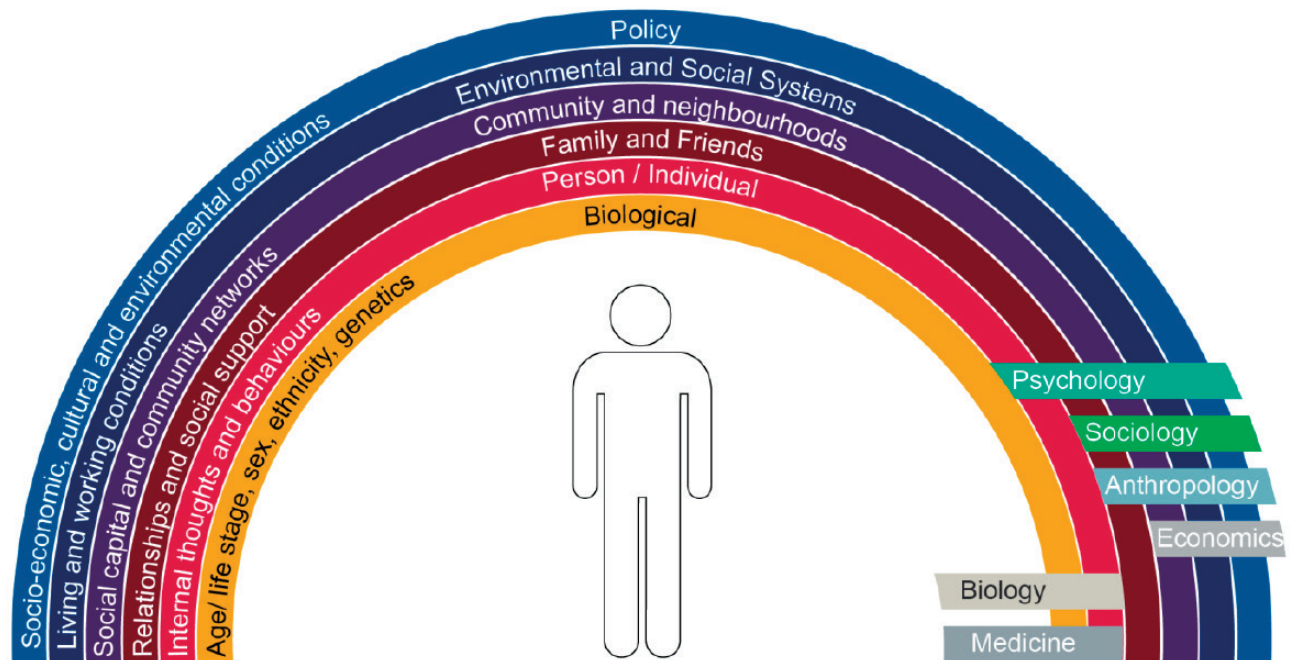 Policy
Environmental and Social Systems
Community and neighbourhoods
Family and Friends
Person / Individual
Biological
Socio-economic, cultural and environmental conditions
Living and working conditions
Social capital and community networks
Relationships and social support
Internal thoughts and behaviours
Age/ life stage, sex, ethnicity, genetics
Psychology
Sociology
Anthropology
Economics
Biology
Medicine